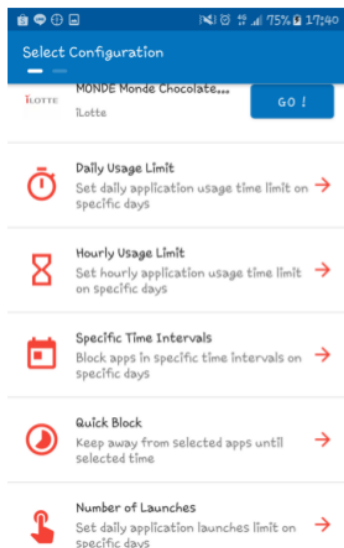 75% 17:40
Select Configuration
iLOTTE
MONDE Monde Chocolate...
iLotte
GO !
Daily Usage Limit
Set daily application usage time limit on
specific days
Hourly Usage Limit
Set hourly application usage time limit
on specific days
Specific Time Intervals
Block apps in specific time intervals on
specific days
Quick Block
Keep away from selected apps until
selected time
Number of Launches
Set daily application launches limit on
specific days